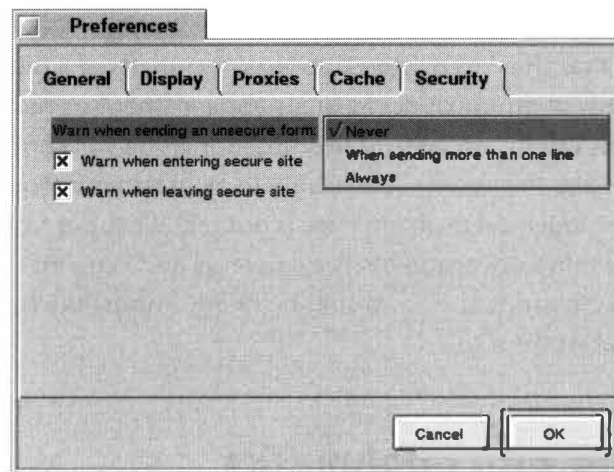 Preferences
General Display Proxies Cache Security
Warn when sending an unsecure form: Never
When sending more than one line
Always
Warn when entering secure site
Warn when leaving secure site
Cancel OK